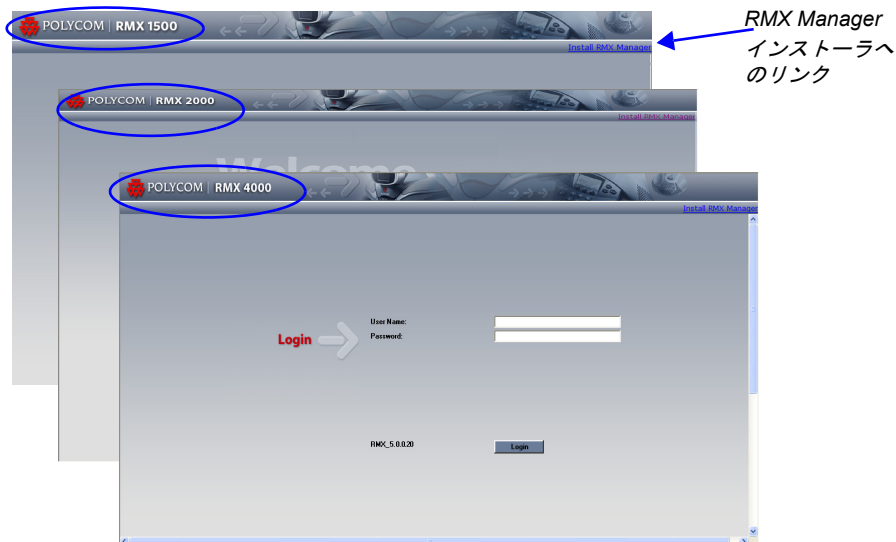 POLYCOM | RMX 1500
Install RMX Manager
RMX Manager
インストーラへ
のリンク
POLYCOM | RMX 2000
Install RMX Manager
Welcome
POLYCOM | RMX 4000
Install RMX Manager
User Name:
Login
Password:
RMX_5.0.0.20
Login